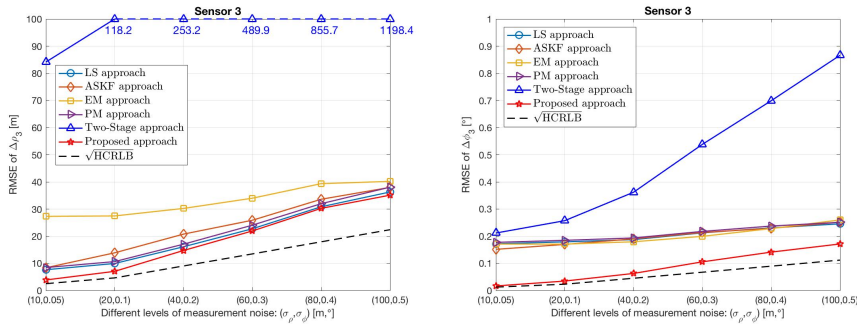 Sensor 3
118.2 253.2 489.9 855.7 1198.4
LS approach
ASKF approach
EM approach
PM approach
Two-Stage approach
Proposed approach
√HCRLB
RMSE of Δρ₃ [m]
100
90
80
70
60
50
40
30
20
10
0
(10,0.05) (20,0.1) (40,0.2) (60,0.3) (80,0.4) (100,0.5)
Different levels of measurement noise: (σ_ρ,σ_ϕ) [m,°]
Sensor 3
LS approach
ASKF approach
EM approach
PM approach
Two-Stage approach
Proposed approach
√HCRLB
RMSE of Δϕ₃ [°]
1
0.9
0.8
0.7
0.6
0.5
0.4
0.3
0.2
0.1
0
(10,0.05) (20,0.1) (40,0.2) (60,0.3) (80,0.4) (100,0.5)
Different levels of measurement noise: (σ_ρ,σ_ϕ) [m,°]